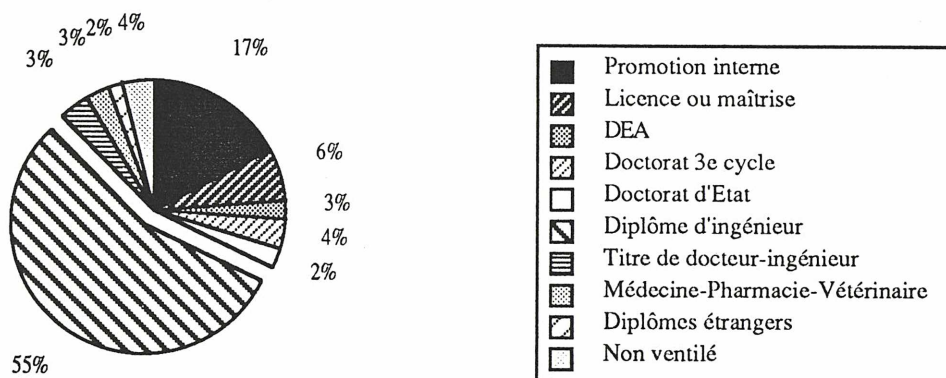 3% 2% 4%
3%
17%
6%
3%
4%
2%
55%
Promotion interne
Licence ou maîtrise
DEA
Doctorat 3e cycle
Doctorat d'Etat
Diplôme d'ingénieur
Titre de docteur-ingénieur
Médecine-Pharmacie-Vétérinaire
Diplômes étrangers
Non ventilé